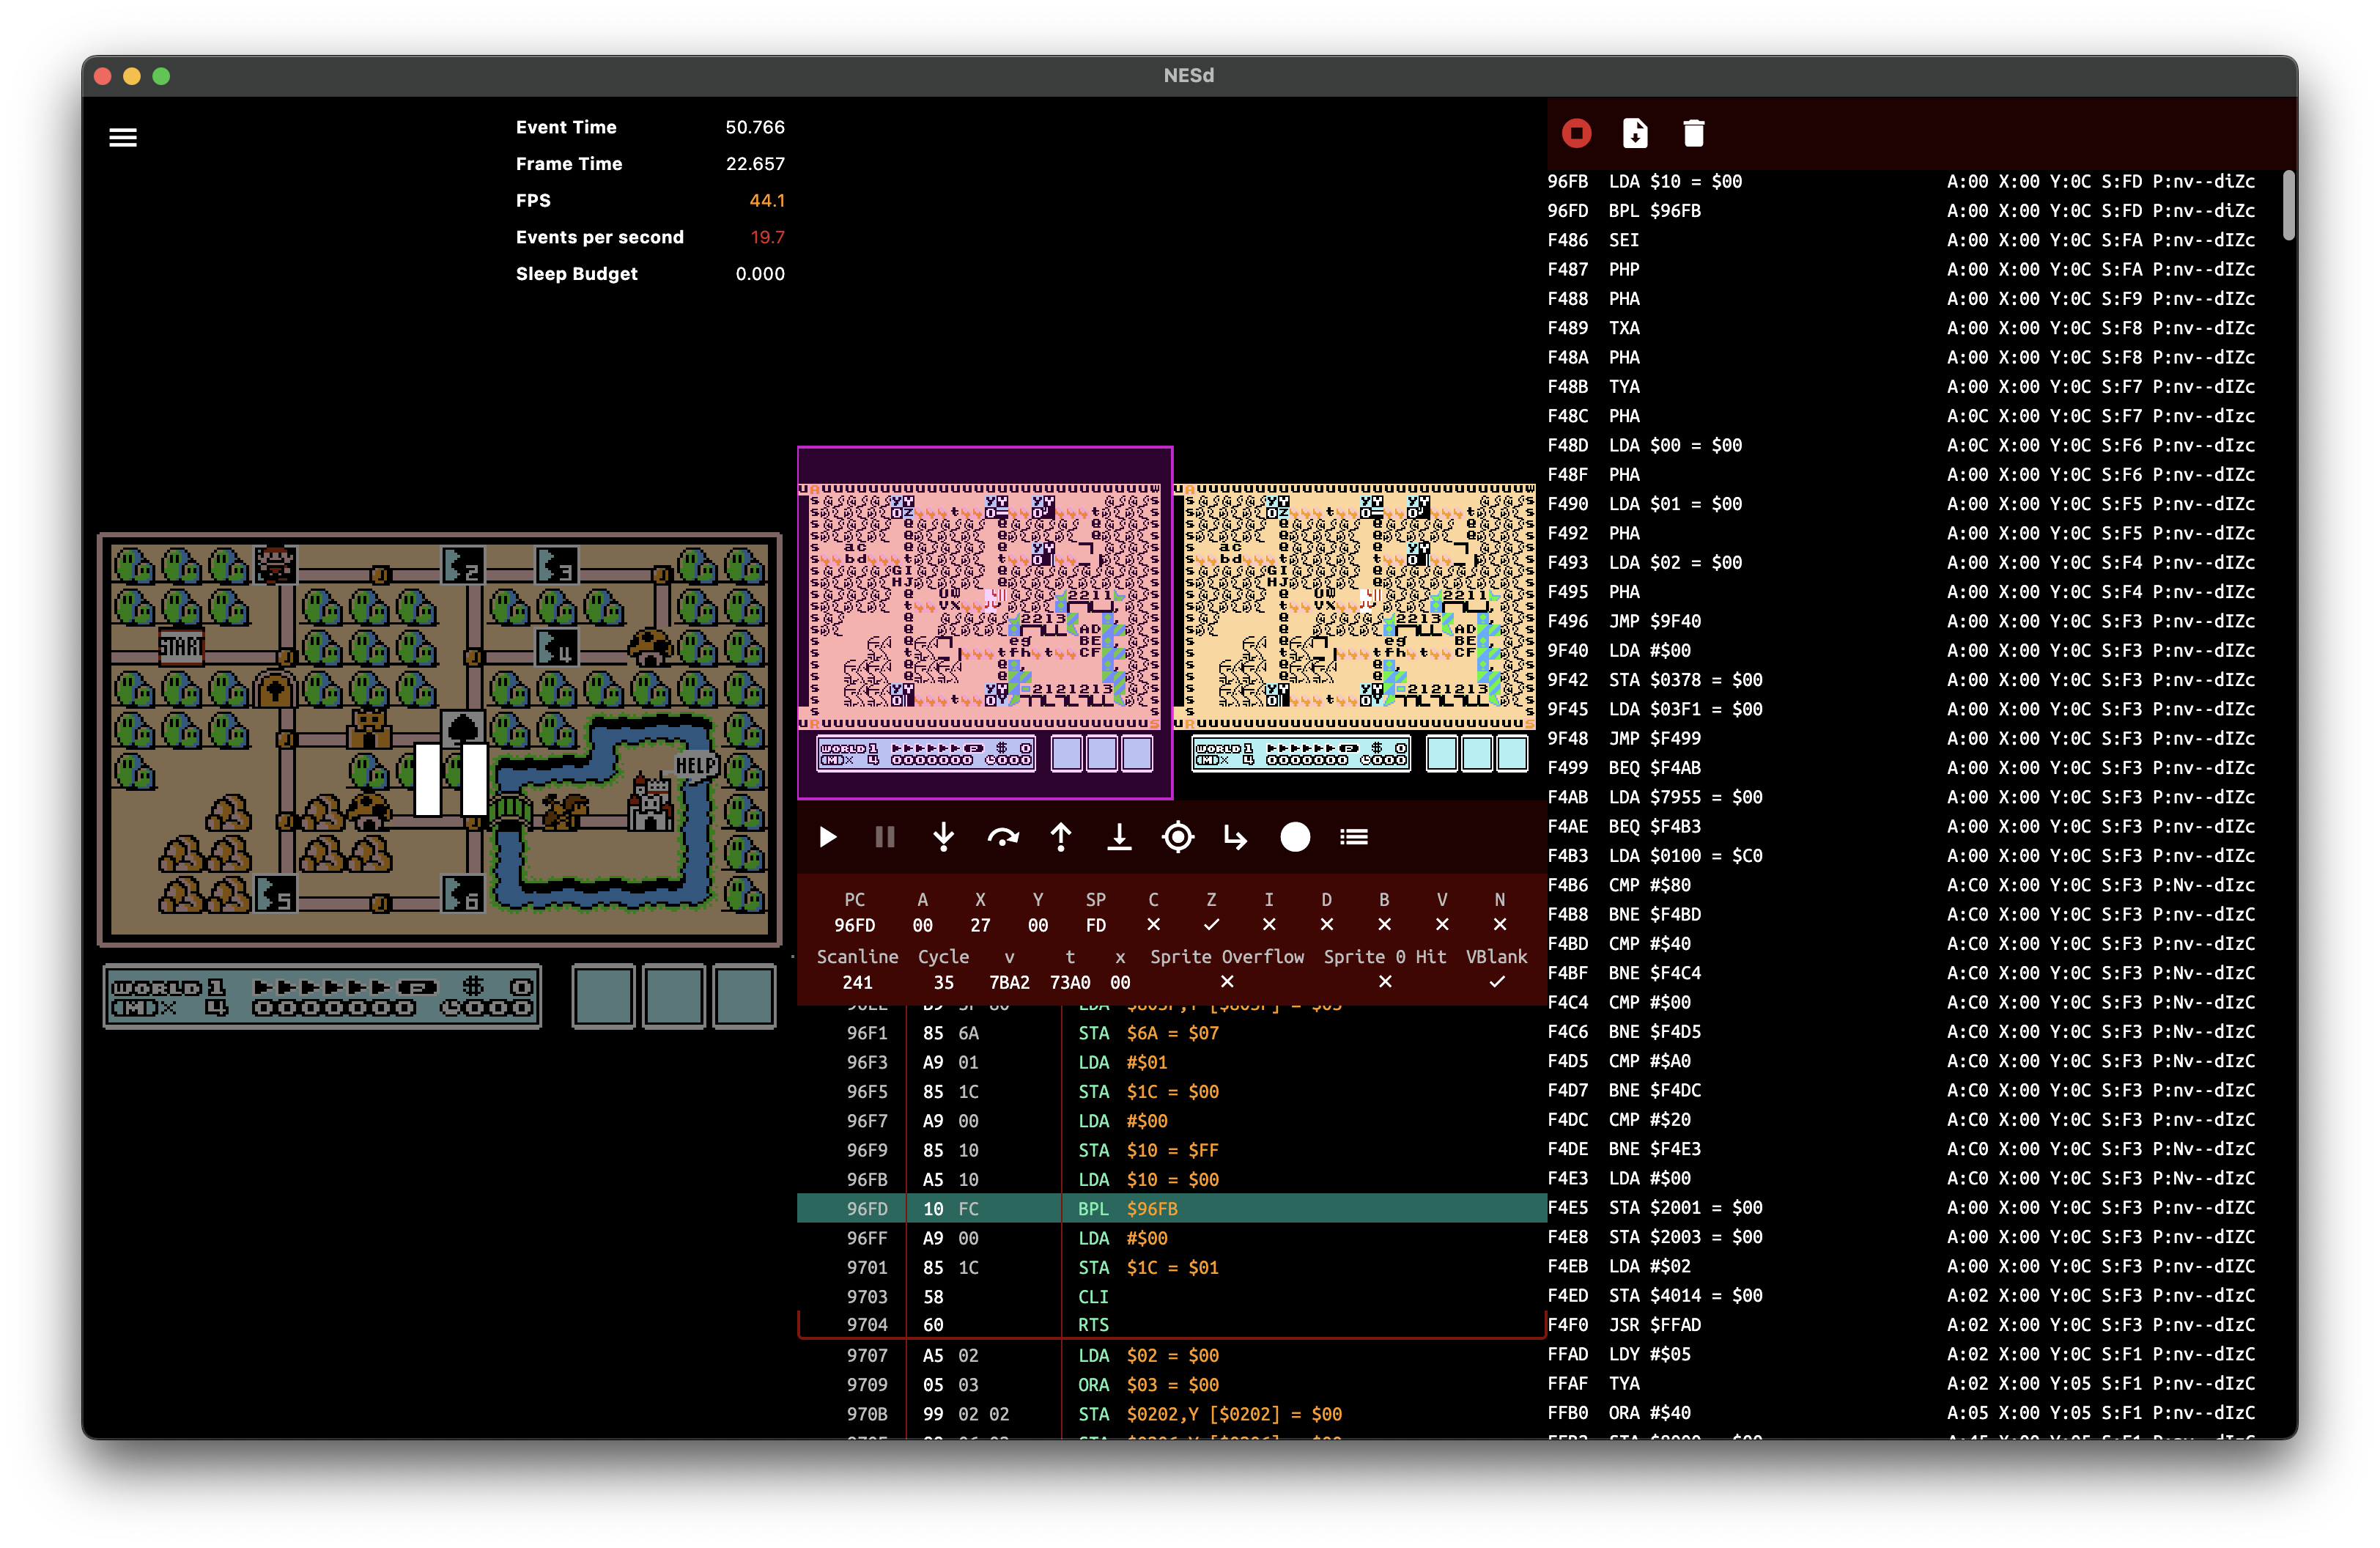 NESd
Event Time 50.766
Frame Time 22.657
FPS 44.1
Events per second 19.7
Sleep Budget 0.000
2
3
START
4
HELP
5
6
WORLD 1 P $ 0
(M)x 4 0000000 000
WORLD 1 P $ 0
(M)x 4 0000000 000
WORLD 1 P $ 0
(M)x 4 0000000 000
PC A X Y SP C Z I D B V N
96FD 00 27 00 FD
Scanline Cycle v t x Sprite Overflow Sprite 0 Hit VBlank
241 35 7BA2 73A0 00
96F1 85 6A STA $6A = $07
96F3 A9 01 LDA #$01
96F5 85 1C STA $1C = $00
96F7 A9 00 LDA #$00
96F9 85 10 STA $10 = $FF
96FB A5 10 LDA $10 = $00
96FD 10 FC BPL $96FB
96FF A9 00 LDA #$00
9701 85 1C STA $1C = $01
9703 58 CLI
9704 60 RTS
9707 A5 02 LDA $02 = $00
9709 05 03 ORA $03 = $00
970B 99 02 02 STA $0202,Y [$0202] = $00
96FB LDA $10 = $00 A:00 X:00 Y:0C S:FD P:nv--diZc
96FD BPL $96FB A:00 X:00 Y:0C S:FD P:nv--diZc
F486 SEI A:00 X:00 Y:0C S:FA P:nv--dIZc
F487 PHP A:00 X:00 Y:0C S:FA P:nv--dIZc
F488 PHA A:00 X:00 Y:0C S:F9 P:nv--dIZc
F489 TXA A:00 X:00 Y:0C S:F8 P:nv--dIZc
F48A PHA A:00 X:00 Y:0C S:F8 P:nv--dIZc
F48B TYA A:00 X:00 Y:0C S:F7 P:nv--dIZc
F48C PHA A:0C X:00 Y:0C S:F7 P:nv--dIzc
F48D LDA $00 = $00 A:0C X:00 Y:0C S:F6 P:nv--dIzc
F48F PHA A:00 X:00 Y:0C S:F6 P:nv--dIZc
F490 LDA $01 = $00 A:00 X:00 Y:0C S:F5 P:nv--dIZc
F492 PHA A:00 X:00 Y:0C S:F5 P:nv--dIZc
F493 LDA $02 = $00 A:00 X:00 Y:0C S:F4 P:nv--dIZc
F495 PHA A:00 X:00 Y:0C S:F4 P:nv--dIZc
F496 JMP $9F40 A:00 X:00 Y:0C S:F3 P:nv--dIZc
9F40 LDA #$00 A:00 X:00 Y:0C S:F3 P:nv--dIZc
9F42 STA $0378 = $00 A:00 X:00 Y:0C S:F3 P:nv--dIZc
9F45 LDA $03F1 = $00 A:00 X:00 Y:0C S:F3 P:nv--dIZc
9F48 JMP $F499 A:00 X:00 Y:0C S:F3 P:nv--dIZc
F499 BEQ $F4AB A:00 X:00 Y:0C S:F3 P:nv--dIZc
F4AB LDA $7955 = $00 A:00 X:00 Y:0C S:F3 P:nv--dIZc
F4AE BEQ $F4B3 A:00 X:00 Y:0C S:F3 P:nv--dIZc
F4B3 LDA $0100 = $C0 A:00 X:00 Y:0C S:F3 P:nv--dIZc
F4B6 CMP #$80 A:C0 X:00 Y:0C S:F3 P:Nv--dIzc
F4B8 BNE $F4BD A:C0 X:00 Y:0C S:F3 P:nv--dIzC
F4BD CMP #$40 A:C0 X:00 Y:0C S:F3 P:nv--dIzC
F4BF BNE $F4C4 A:C0 X:00 Y:0C S:F3 P:Nv--dIzC
F4C4 CMP #$00 A:C0 X:00 Y:0C S:F3 P:Nv--dIzC
F4C6 BNE $F4D5 A:C0 X:00 Y:0C S:F3 P:Nv--dIzC
F4D5 CMP #$A0 A:C0 X:00 Y:0C S:F3 P:Nv--dIzC
F4D7 BNE $F4DC A:C0 X:00 Y:0C S:F3 P:nv--dIzC
F4DC CMP #$20 A:C0 X:00 Y:0C S:F3 P:nv--dIzC
F4DE BNE $F4E3 A:C0 X:00 Y:0C S:F3 P:Nv--dIzC
F4E3 LDA #$00 A:C0 X:00 Y:0C S:F3 P:Nv--dIzC
F4E5 STA $2001 = $00 A:00 X:00 Y:0C S:F3 P:nv--dIZC
F4E8 STA $2003 = $00 A:00 X:00 Y:0C S:F3 P:nv--dIZC
F4EB LDA #$02 A:00 X:00 Y:0C S:F3 P:nv--dIZC
F4ED STA $4014 = $00 A:02 X:00 Y:0C S:F3 P:nv--dIzC
F4F0 JSR $FFAD A:02 X:00 Y:0C S:F3 P:nv--dIzC
FFAD LDY #$05 A:02 X:00 Y:0C S:F1 P:nv--dIzC
FFAF TYA A:02 X:00 Y:05 S:F1 P:nv--dIzC
FFB0 ORA #$40 A:05 X:00 Y:05 S:F1 P:nv--dIzC